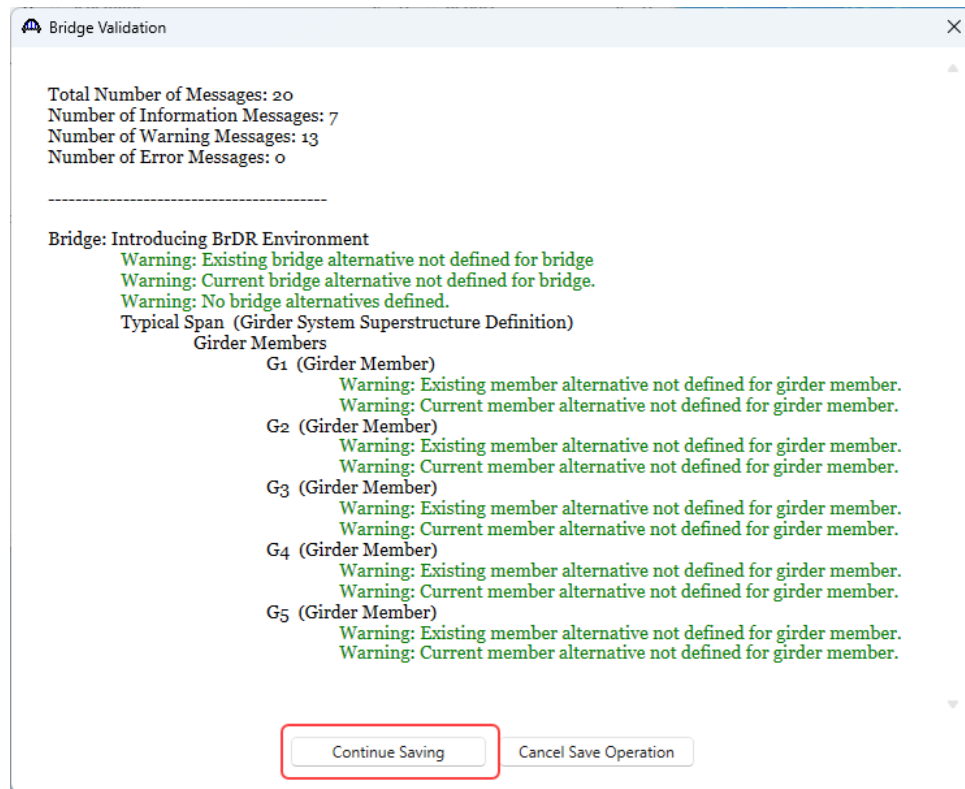 Bridge Validation
Total Number of Messages: 20
Number of Information Messages: 7
Number of Warning Messages: 13
Number of Error Messages: 0
-----------------------------------------
Bridge: Introducing BrDR Environment
Warning: Existing bridge alternative not defined for bridge
Warning: Current bridge alternative not defined for bridge.
Warning: No bridge alternatives defined.
Typical Span (Girder System Superstructure Definition)
Girder Members
G1 (Girder Member)
Warning: Existing member alternative not defined for girder member.
Warning: Current member alternative not defined for girder member.
G2 (Girder Member)
Warning: Existing member alternative not defined for girder member.
Warning: Current member alternative not defined for girder member.
G3 (Girder Member)
Warning: Existing member alternative not defined for girder member.
Warning: Current member alternative not defined for girder member.
G4 (Girder Member)
Warning: Existing member alternative not defined for girder member.
Warning: Current member alternative not defined for girder member.
G5 (Girder Member)
Warning: Existing member alternative not defined for girder member.
Warning: Current member alternative not defined for girder member.
Continue Saving Cancel Save Operation